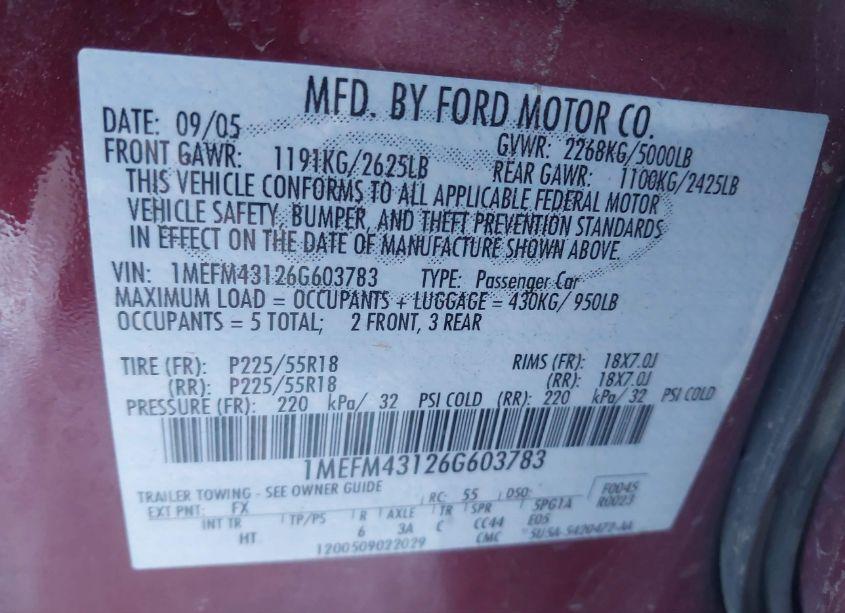 MFD. BY FORD MOTOR CO.
DATE: 09/05 GVWR: 2268KG/5000LB
FRONT GAWR: 1191KG/2625LB REAR GAWR: 1100KG/2425LB
THIS VEHICLE CONFORMS TO ALL APPLICABLE FEDERAL MOTOR
VEHICLE SAFETY, BUMPER, AND THEFT PREVENTION STANDARDS
IN EFFECT ON THE DATE OF MANUFACTURE SHOWN ABOVE.
VIN: 1MEFM43126G603783 TYPE: Passenger Car
MAXIMUM LOAD = OCCUPANTS + LUGGAGE = 430KG/ 950LB
OCCUPANTS = 5 TOTAL; 2 FRONT, 3 REAR
TIRE (FR): P225/55R18 RIMS (FR): 18X7.0J
(RR): P225/55R18 (RR): 18X7.0J
PRESSURE (FR): 220 kPa/ 32 PSI COLD (RR): 220 kPa/ 32 PSI COLD
1MEFM43126G603783
TRAILER TOWING - SEE OWNER GUIDE RC: 55 DSO: F0045
EXT PNT: FX R0023
INT TR TP/PS R AXLE TR SPR 5PG1A
HT 6 3A C CC44 E05
1200509022029 CMC